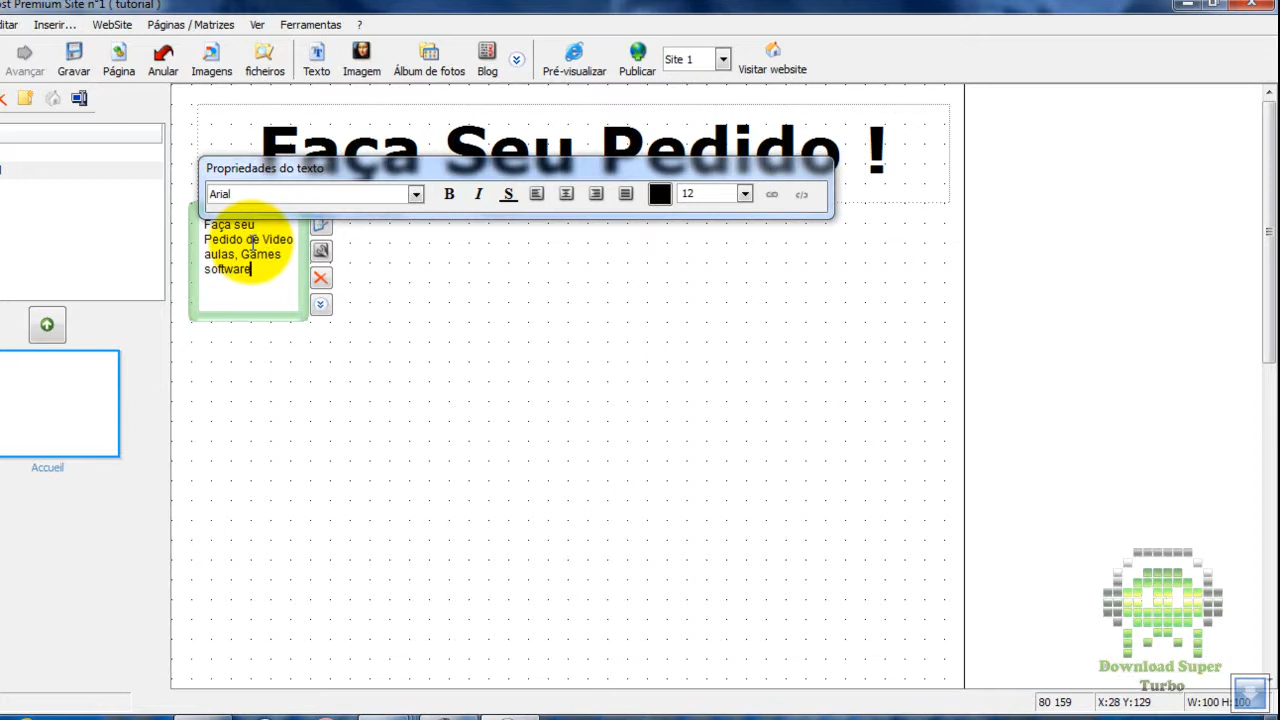 ost Premium Site n°1 ( tutorial )
itar Inserir... WebSite Páginas / Matrizes Ver Ferramentas ?
Avançar Gravar Página Anular Imagens ficheiros Texto Imagem Álbum de fotos Blog Pré-visualizar Publicar Site 1 Visitar website
Faça Seu Pedido !
Propriedades do texto
Arial B I S 12
Faça seu
Pedido de Video
aulas, Games
software
Accueil
Download Super
Turbo
80 159 X:28 Y:129 W:100 H:100